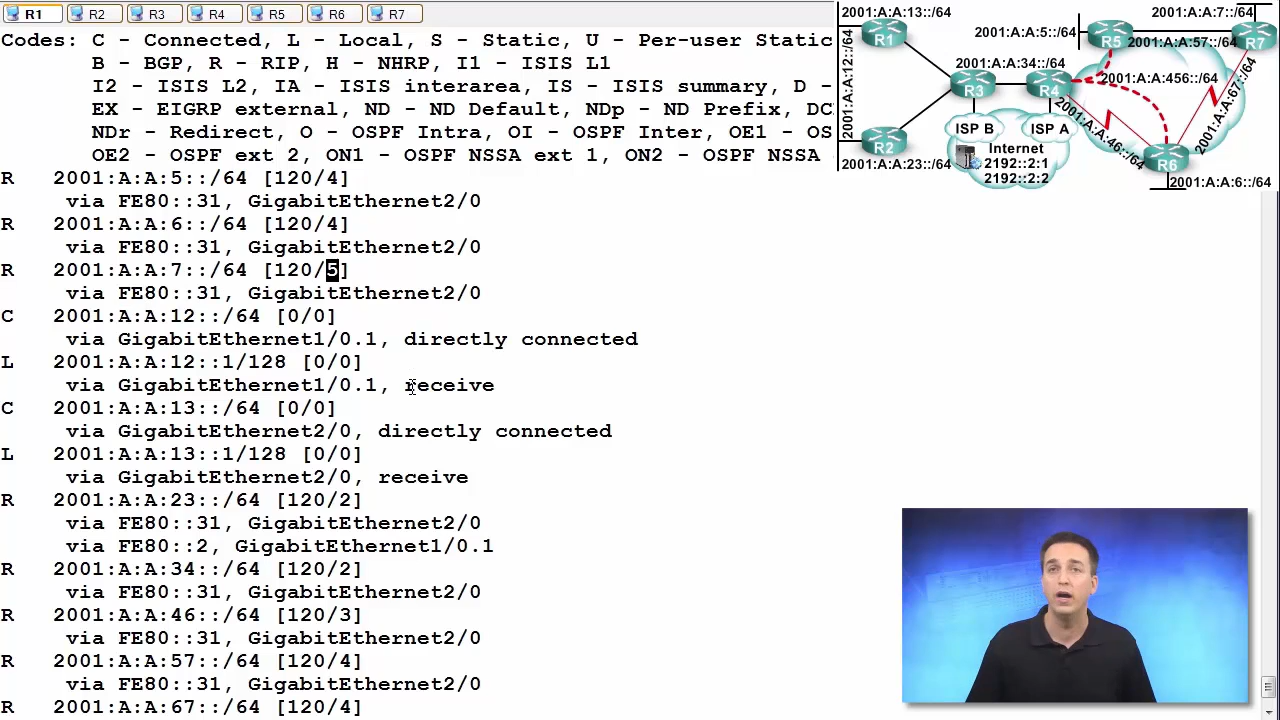 R1 R2 R3 R4 R5 R6 R7
Codes: C - Connected, L - Local, S - Static, U - Per-user Static
B - BGP, R - RIP, H - NHRP, I1 - ISIS L1
I2 - ISIS L2, IA - ISIS interarea, IS - ISIS summary, D -
EX - EIGRP external, ND - ND Default, NDp - ND Prefix, DC
NDr - Redirect, O - OSPF Intra, OI - OSPF Inter, OE1 - OS
OE2 - OSPF ext 2, ON1 - OSPF NSSA ext 1, ON2 - OSPF NSSA
R 2001:A:A:5::/64 [120/4]
via FE80::31, GigabitEthernet2/0
R 2001:A:A:6::/64 [120/4]
via FE80::31, GigabitEthernet2/0
R 2001:A:A:7::/64 [120/5]
via FE80::31, GigabitEthernet2/0
C 2001:A:A:12::/64 [0/0]
via GigabitEthernet1/0.1, directly connected
L 2001:A:A:12::1/128 [0/0]
via GigabitEthernet1/0.1, receive
C 2001:A:A:13::/64 [0/0]
via GigabitEthernet2/0, directly connected
L 2001:A:A:13::1/128 [0/0]
via GigabitEthernet2/0, receive
R 2001:A:A:23::/64 [120/2]
via FE80::31, GigabitEthernet2/0
via FE80::2, GigabitEthernet1/0.1
R 2001:A:A:34::/64 [120/2]
via FE80::31, GigabitEthernet2/0
R 2001:A:A:46::/64 [120/3]
via FE80::31, GigabitEthernet2/0
R 2001:A:A:57::/64 [120/4]
via FE80::31, GigabitEthernet2/0
R 2001:A:A:67::/64 [120/4]
2001:A:A:13::/64
2001:A:A:7::/64
R1
2001:A:A:5::/64
R5
2001:A:A:57::/64
R7
2001:A:A:12::/64
2001:A:A:34::/64
R3
R4
2001:A:A:456::/64
2001:A:A:67::/64
2001:A:A:46::/64
ISP B
ISP A
R2
Internet
2192::2:1
2192::2:2
2001:A:A:23::/64
R6
2001:A:A:6::/64